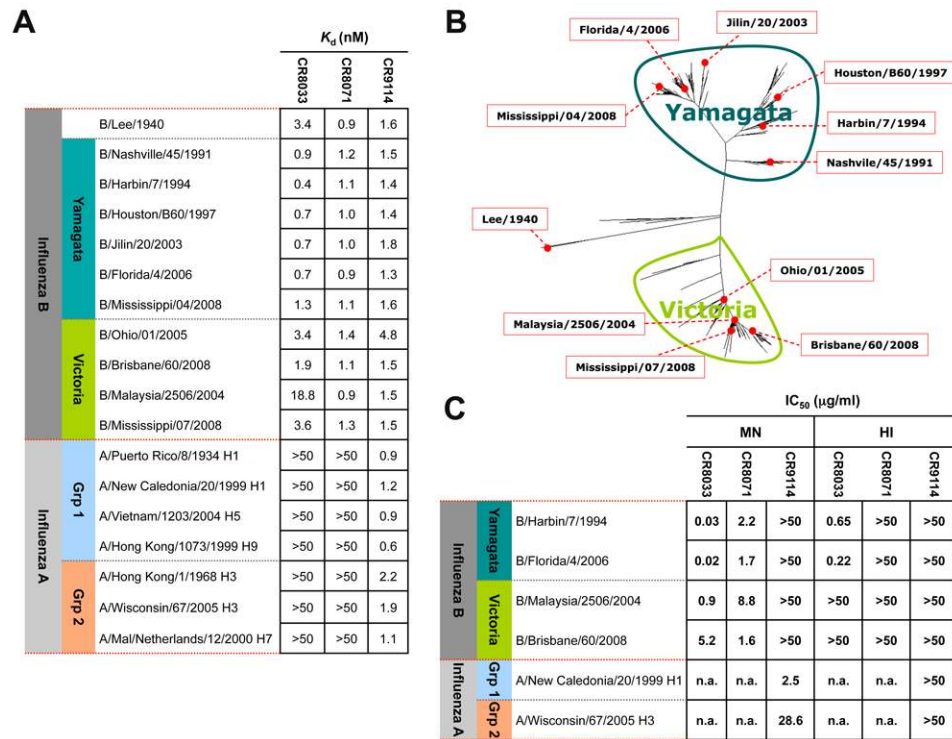 A
K_d (nM)
CR8033 CR8071 CR9114
Influenza B
B/Lee/1940 3.4 0.9 1.6
Yamagata
B/Nashville/45/1991 0.9 1.2 1.5
B/Harbin/7/1994 0.4 1.1 1.4
B/Houston/B60/1997 0.7 1.0 1.4
B/Jilin/20/2003 0.7 1.0 1.8
B/Florida/4/2006 0.7 0.9 1.3
B/Mississippi/04/2008 1.3 1.1 1.6
Victoria
B/Ohio/01/2005 3.4 1.4 4.8
B/Brisbane/60/2008 1.9 1.1 1.5
B/Malaysia/2506/2004 18.8 0.9 1.5
B/Mississippi/07/2008 3.6 1.3 1.5
Influenza A
Grp 1
A/Puerto Rico/8/1934 H1 >50 >50 0.9
A/New Caledonia/20/1999 H1 >50 >50 1.2
A/Vietnam/1203/2004 H5 >50 >50 0.9
A/Hong Kong/1073/1999 H9 >50 >50 0.6
Grp 2
A/Hong Kong/1/1968 H3 >50 >50 2.2
A/Wisconsin/67/2005 H3 >50 >50 1.9
A/Mal/Netherlands/12/2000 H7 >50 >50 1.1
B
Jilin/20/2003
Florida/4/2006
Houston/B60/1997
Mississippi/04/2008
Yamagata
Harbin/7/1994
Nashvile/45/1991
Lee/1940
Ohio/01/2005
Victoria
Malaysia/2506/2004
Brisbane/60/2008
Mississippi/07/2008
C
IC50 (µg/ml)
MN HI
CR8033 CR8071 CR9114 CR8033 CR8071 CR9114
Influenza B
Yamagata
B/Harbin/7/1994 0.03 2.2 >50 0.65 >50 >50
B/Florida/4/2006 0.02 1.7 >50 0.22 >50 >50
Victoria
B/Malaysia/2506/2004 0.9 8.8 >50 >50 >50 >50
B/Brisbane/60/2008 5.2 1.6 >50 >50 >50 >50
Influenza A
Grp 1
A/New Caledonia/20/1999 H1 n.a. n.a. 2.5 n.a. n.a. >50
Grp 2
A/Wisconsin/67/2005 H3 n.a. n.a. 28.6 n.a. n.a. >50